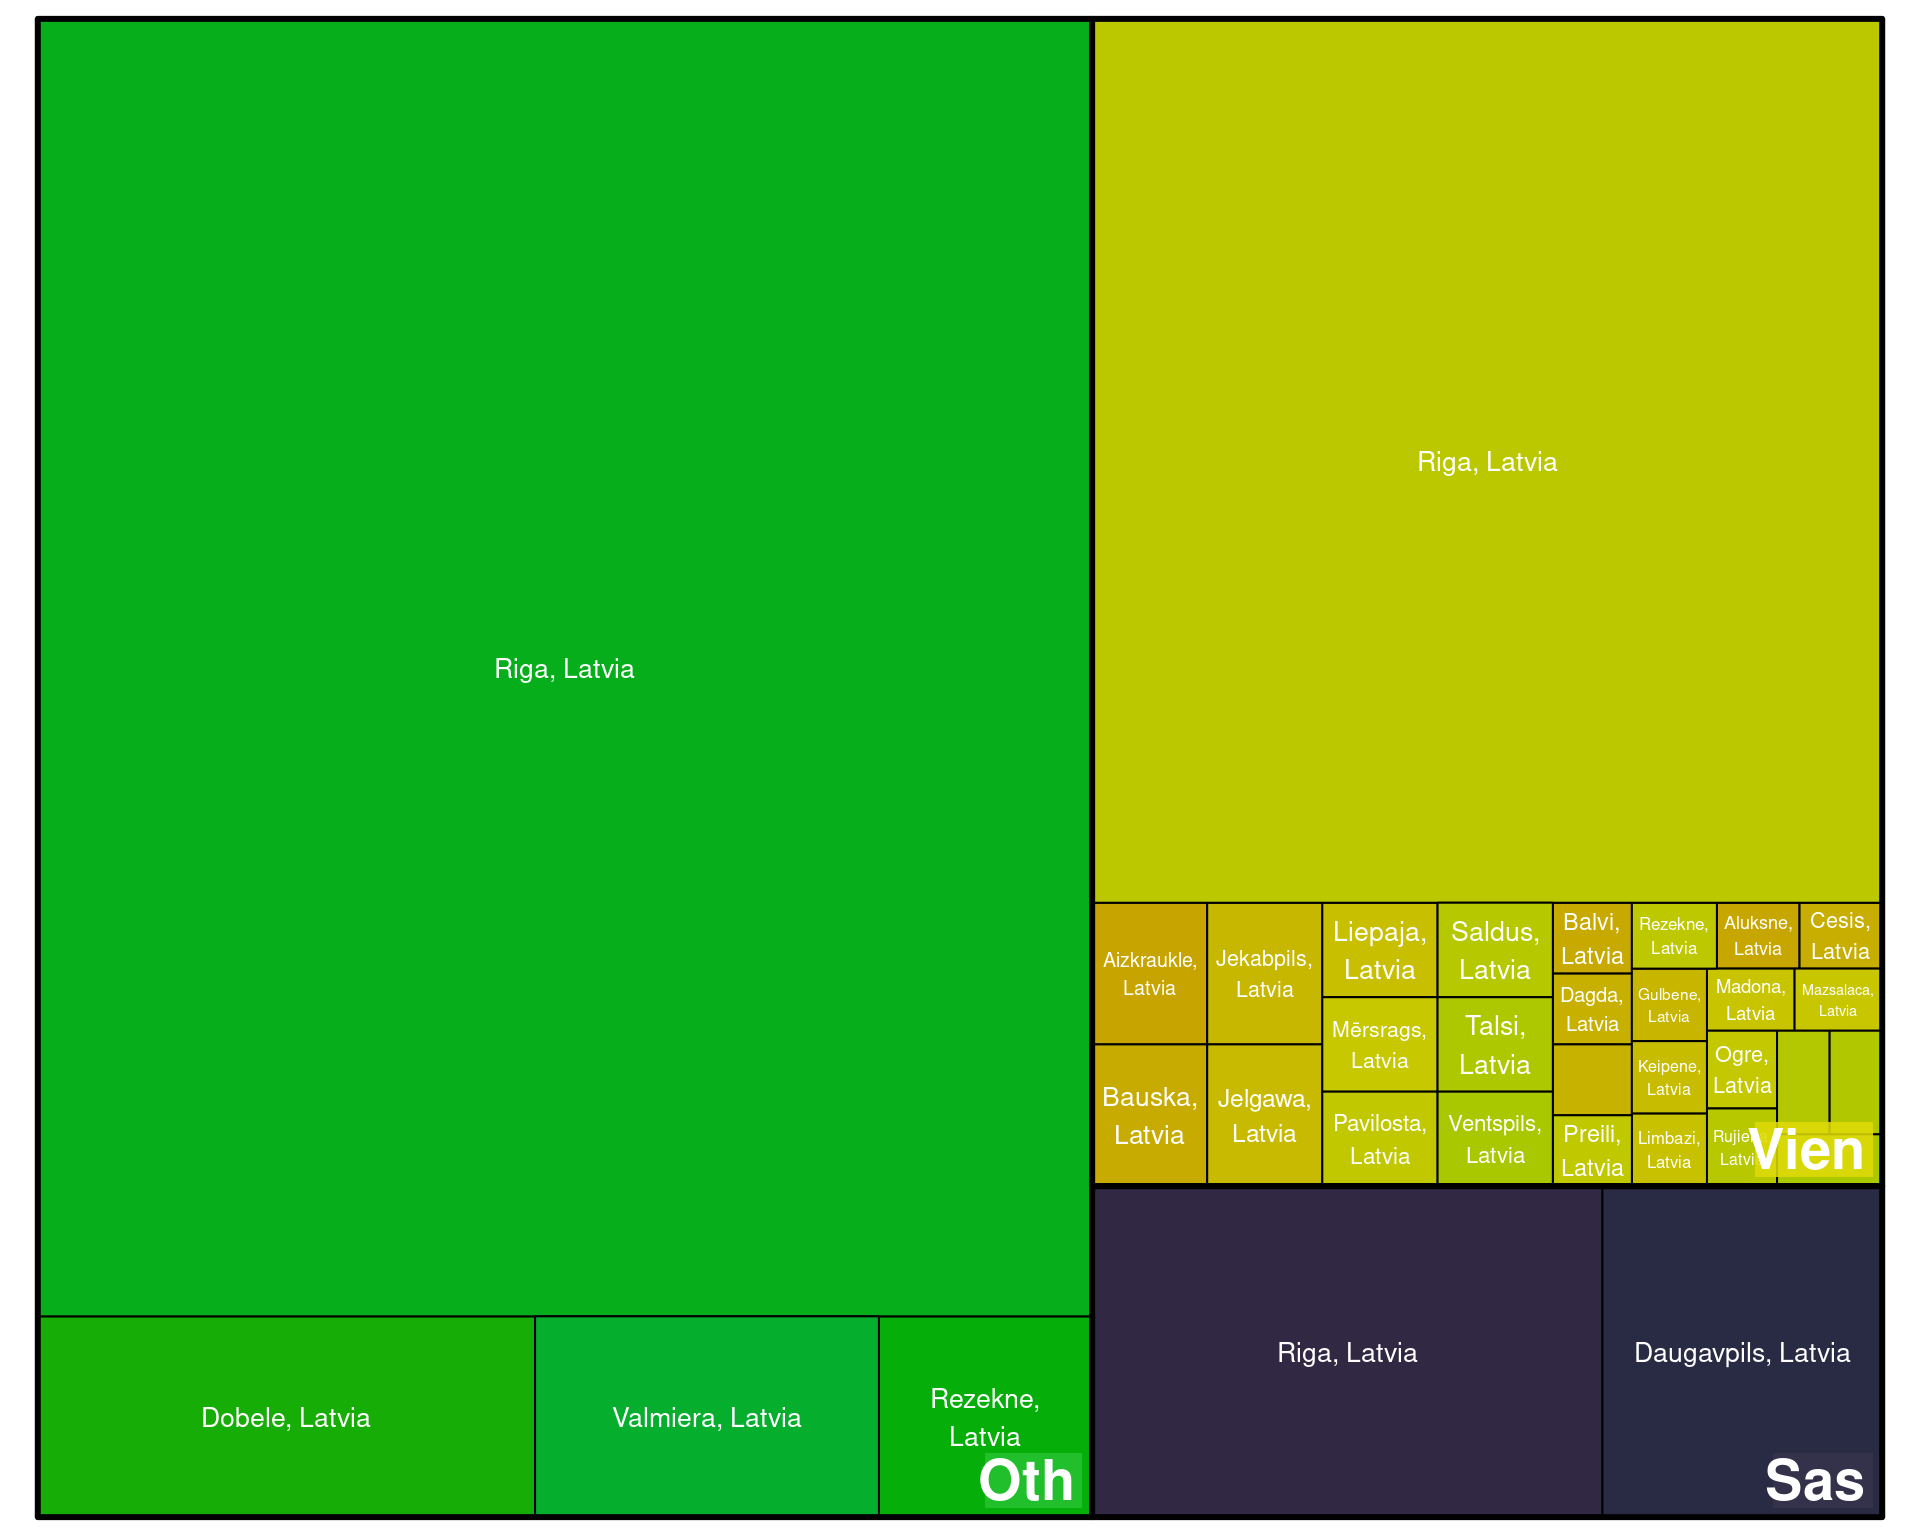 Riga, Latvia
Dobele, Latvia
Valmiera, Latvia
Rezekne,
Latvia
Oth
Riga, Latvia
Aizkraukle,
Latvia
Bauska,
Latvia
Jekabpils,
Latvia
Jelgawa,
Latvia
Liepaja,
Latvia
Mērsrags,
Latvia
Pavilosta,
Latvia
Saldus,
Latvia
Talsi,
Latvia
Ventspils,
Latvia
Balvi,
Latvia
Dagda,
Latvia
Preili,
Latvia
Rezekne,
Latvia
Aluksne,
Latvia
Cesis,
Latvia
Gulbene,
Latvia
Keipene,
Latvia
Limbazi,
Latvia
Madona,
Latvia
Mazsalaca,
Latvia
Ogre,
Latvia
Vien
Riga, Latvia
Daugavpils, Latvia
Sas